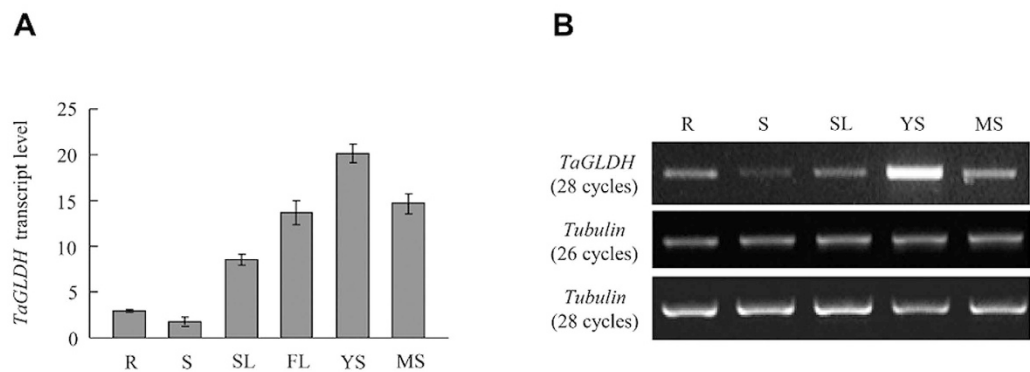 A
B
TaGLDH transcript level
25
20
15
10
5
0
R S SL FL YS MS
R S SL YS MS
TaGLDH
(28 cycles)
Tubulin
(26 cycles)
Tubulin
(28 cycles)